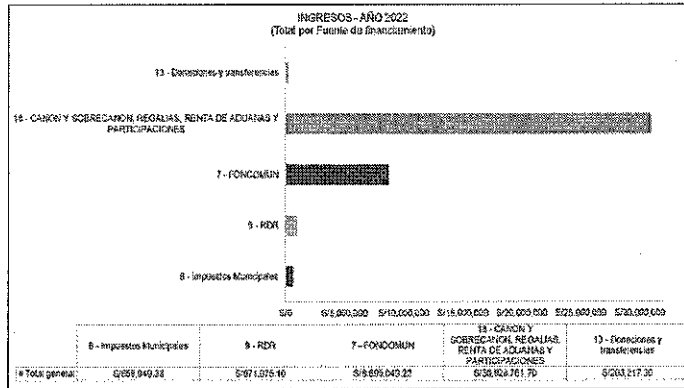 INGRESOS - AÑO 2022
(Total por Fuente de financiamiento)
13 - Donaciones y transferencias
18 - CANON Y SOBRECANON, REGALIAS, RENTA DE ADUANAS Y
PARTICIPACIONES
7 - FONCOMUN
9 - RDR
8 - Impuestos Municipales
S/0 S/5,000,000 S/10,000,000 S/15,000,000 S/20,000,000 S/25,000,000 S/30,000,000
8 - Impuestos Municipales 9 - RDR 7 - FONCOMUN 18 - CANON Y
SOBRECANON, REGALIAS,
RENTA DE ADUANAS Y
PARTICIPACIONES 13 - Donaciones y
transferencias
Total general